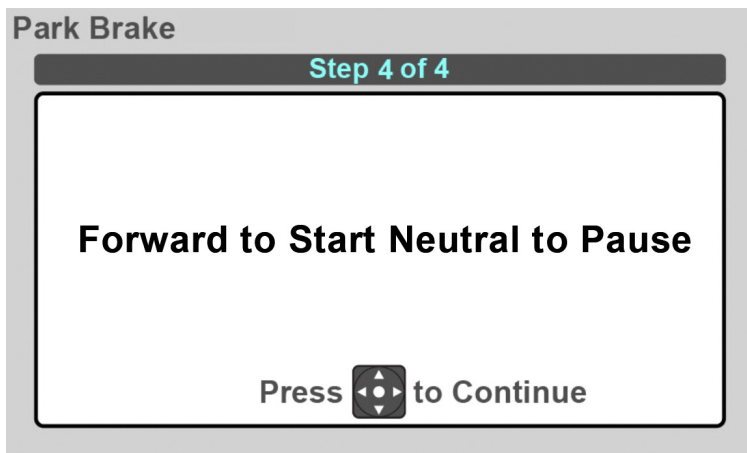 Park Brake
Step 4 of 4
Forward to Start Neutral to Pause
Press to Continue